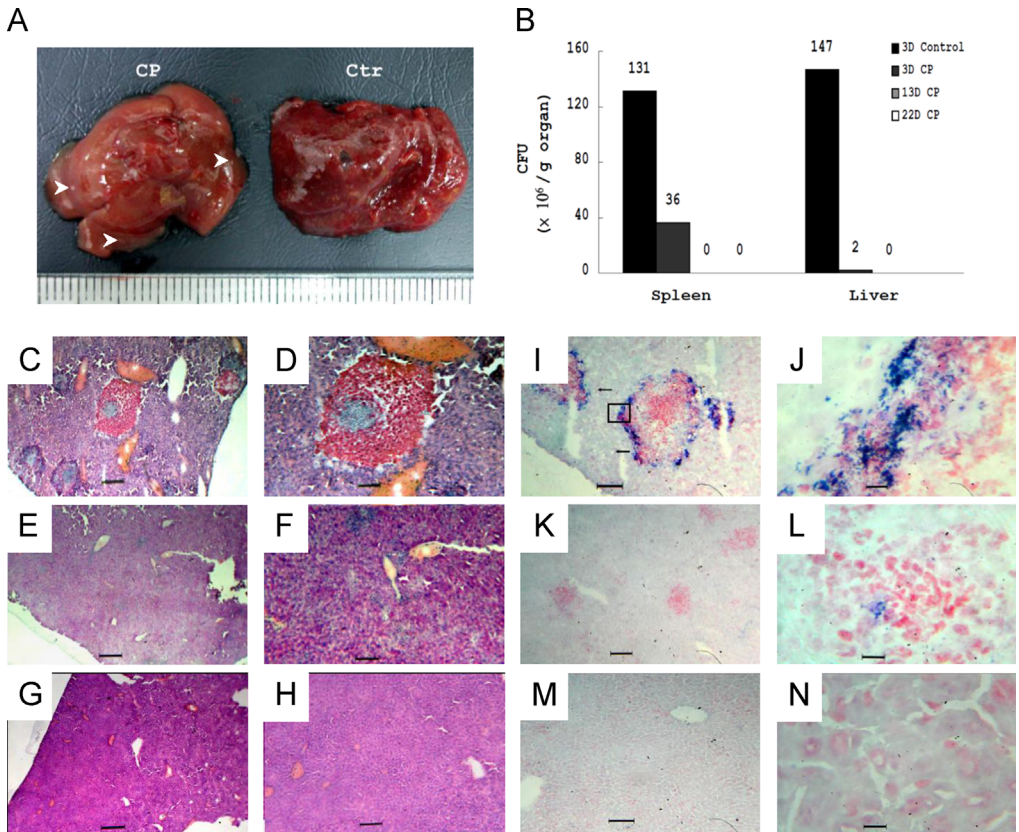 A
CP
Ctr
B
CFU
(× 10⁶ / g organ)
160
120
80
40
0
131
36
0
0
147
2
0
Spleen
Liver
3D Control
3D CP
13D CP
22D CP
C
D
I
J
E
F
K
L
G
H
M
N